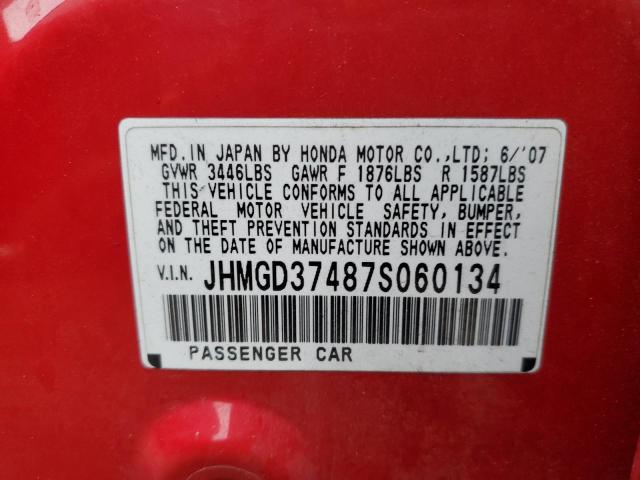 MFD. IN JAPAN BY HONDA MOTOR CO.,LTD; 6/'07
GVWR 3446LBS GAWR F 1876LBS R 1587LBS
THIS VEHICLE CONFORMS TO ALL APPLICABLE
FEDERAL MOTOR VEHICLE SAFETY, BUMPER,
AND THEFT PREVENTION STANDARDS IN EFFECT
ON THE DATE OF MANUFACTURE SHOWN ABOVE.
V.I.N. JHMGD37487S060134
PASSENGER CAR